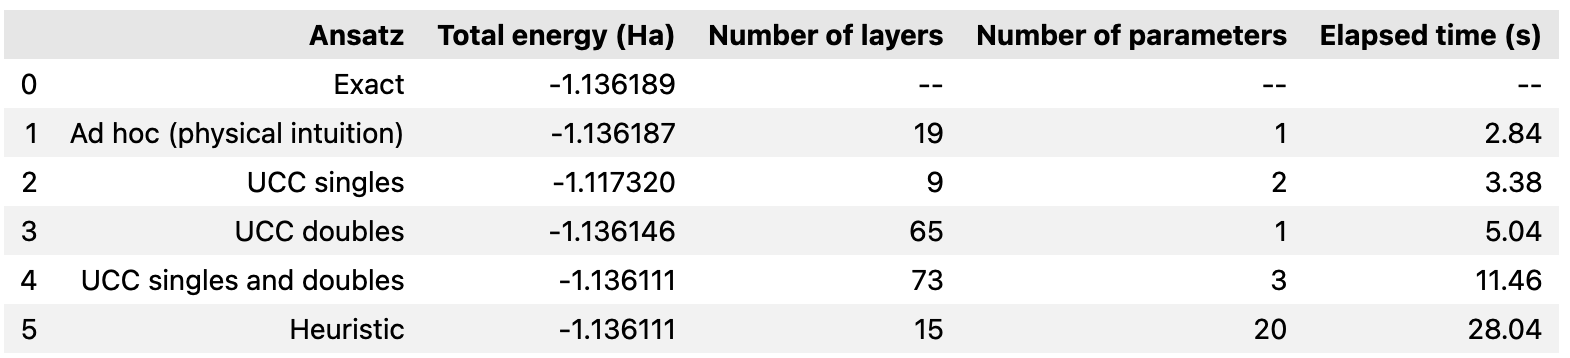 Ansatz Total energy (Ha) Number of layers Number of parameters Elapsed time (s)
0 Exact -1.136189 -- -- --
1 Ad hoc (physical intuition) -1.136187 19 1 2.84
2 UCC singles -1.117320 9 2 3.38
3 UCC doubles -1.136146 65 1 5.04
4 UCC singles and doubles -1.136111 73 3 11.46
5 Heuristic -1.136111 15 20 28.04